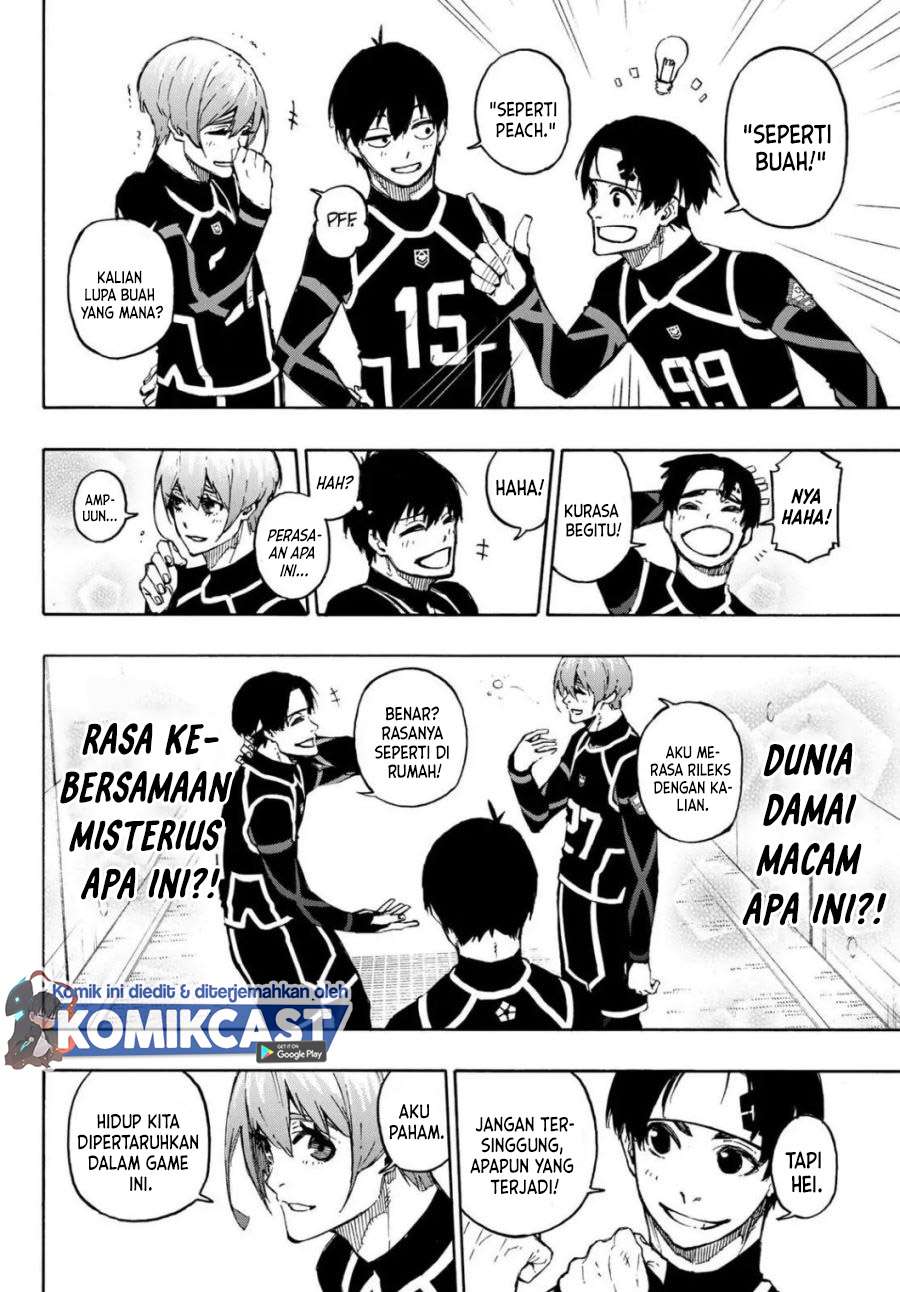 "SEPERTI
BUAH!"
"SEPERTI
PEACH."
PFF.
KALIAN
LUPA BUAH
YANG MANA?
15
99
NYA
HAHA!
KURASA
BEGITU!
HAHA!
HAH?
PERASA-
AN APA
INI...
AMP-
UUN...
DUNIA
DAMAI
MACAM
APA INI?!
AKU ME-
RASA RILEKS
DENGAN KA-
LIAN.
27
BENAR?
RASANYA
SEPERTI DI
RUMAH!
RASA KE-
BERSAMAAN
MISTERIUS
APA INI?!
Komik ini diedit & diterjemahkan oleh
KOMIKCAST
GET IT ON
Google Play
TAPI
HEI.
JANGAN TER-
SINGGUNG,
APAPUN YANG
TERJADI!
AKU
PAHAM.
HIDUP KITA
DIPERTARUHKAN
DALAM GAME
INI.